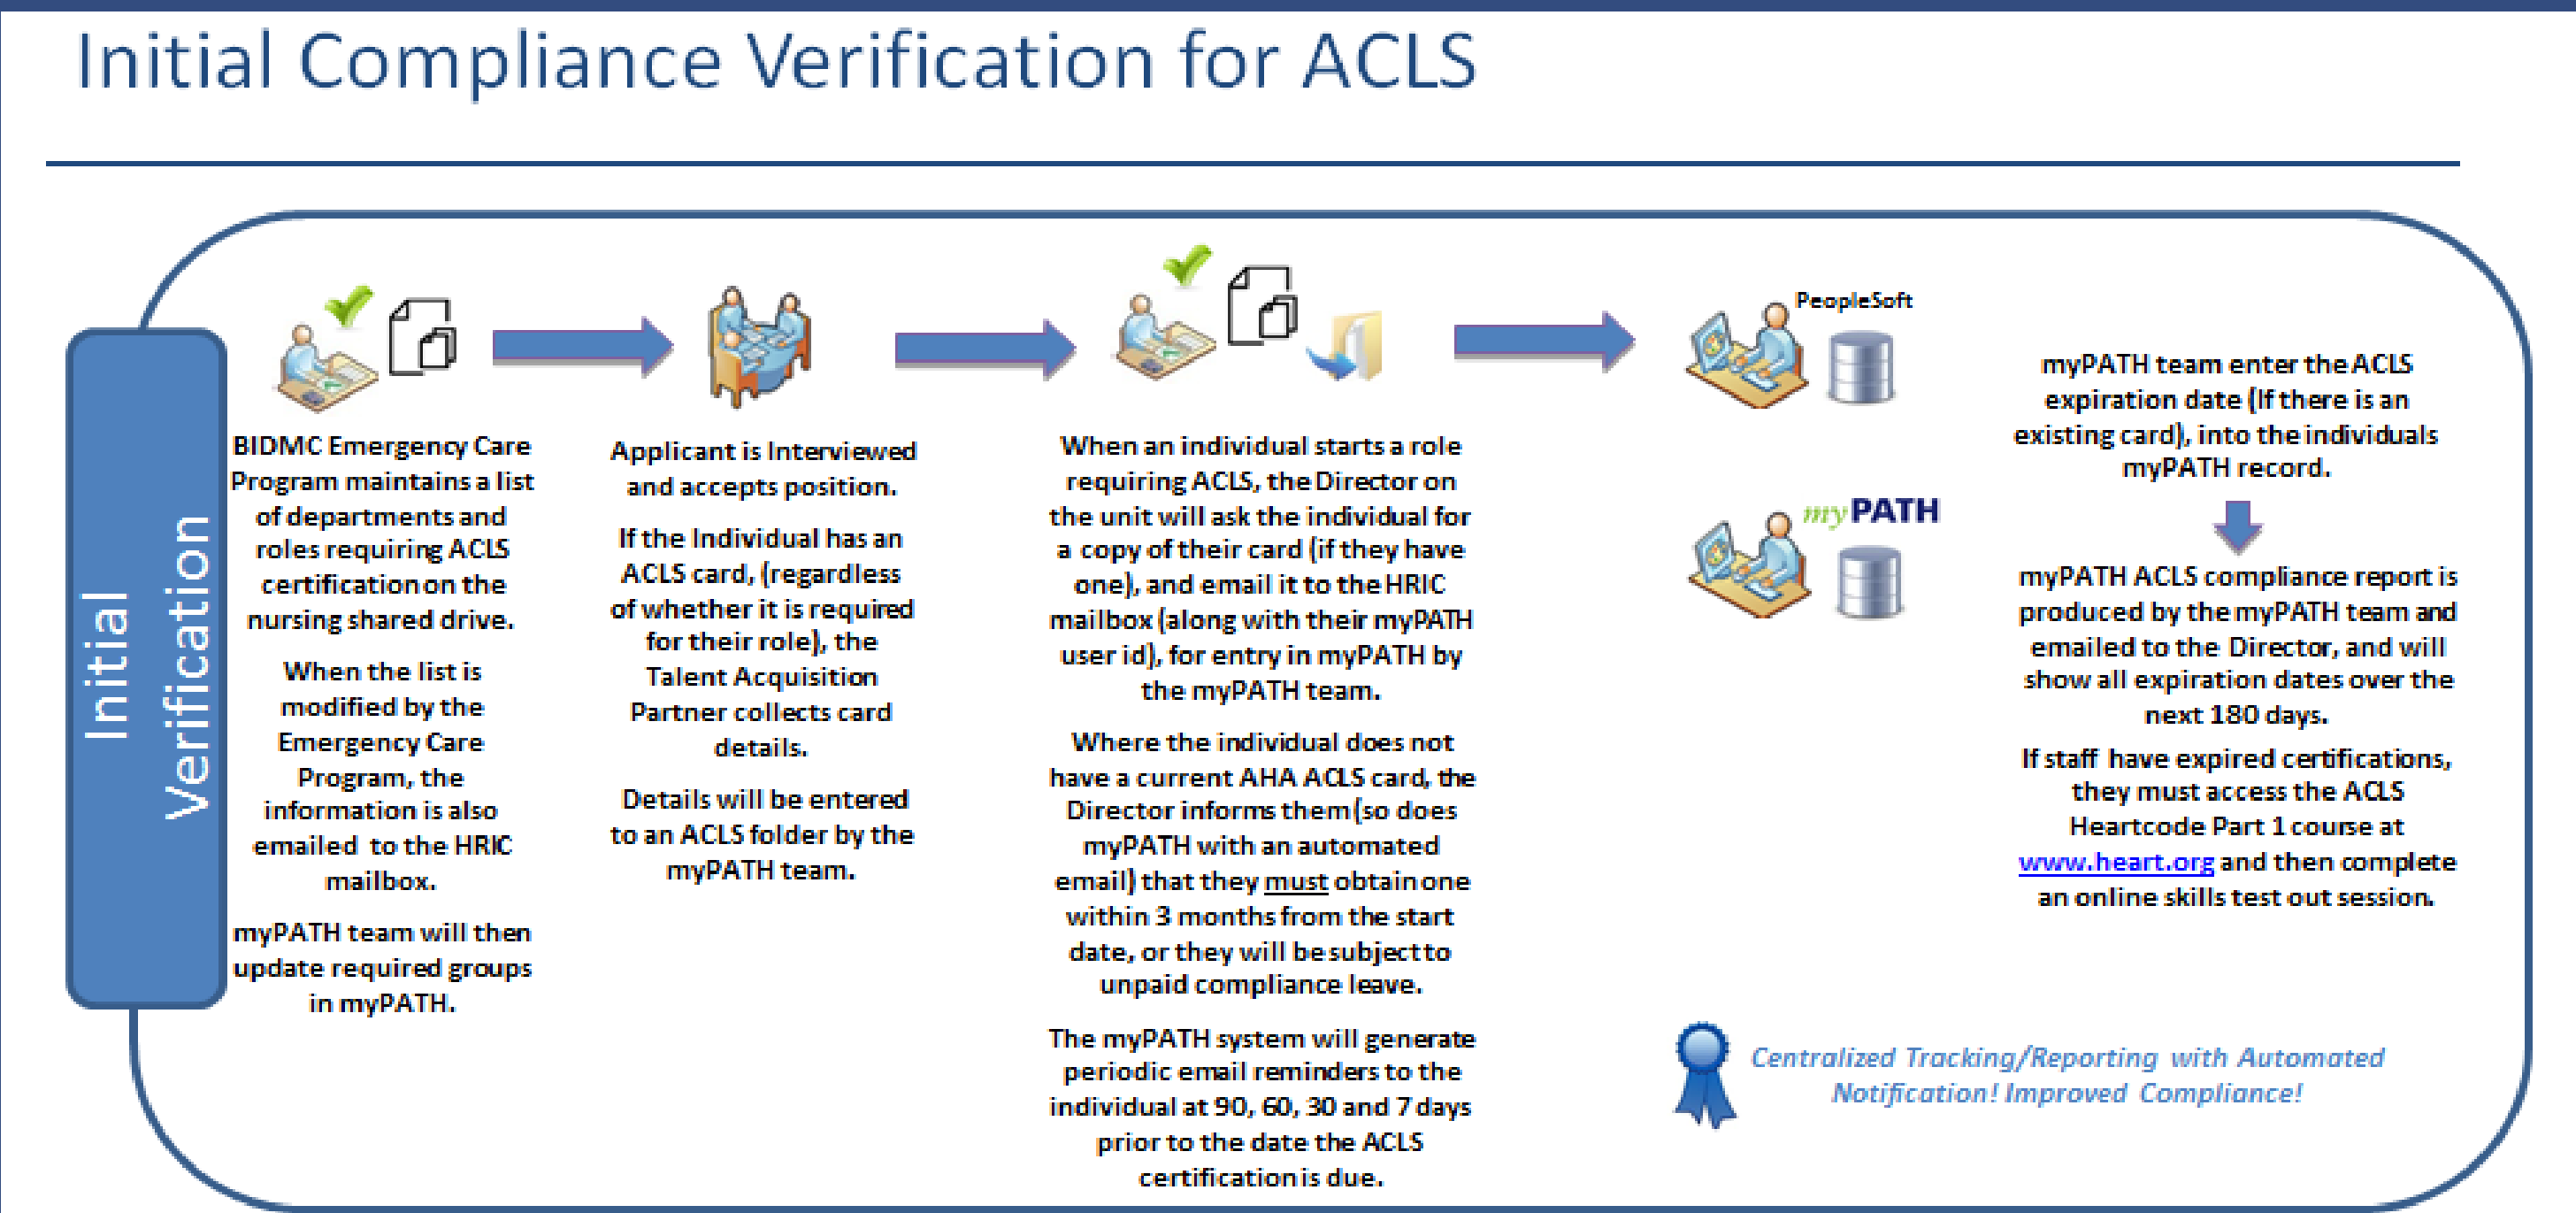 Initial Compliance Verification for ACLS
Initial
Verification
BIDMC Emergency Care
Program maintains a list
of departments and
roles requiring ACLS
certification on the
nursing shared drive.
When the list is
modified by the
Emergency Care
Program, the
information is also
emailed to the HRIC
mailbox.
myPATH team will then
update required groups
in myPATH.
Applicant is Interviewed
and accepts position.
If the Individual has an
ACLS card, (regardless
of whether it is required
for their role), the
Talent Acquisition
Partner collects card
details.
Details will be entered
to an ACLS folder by the
myPATH team.
When an individual starts a role
requiring ACLS, the Director on
the unit will ask the individual for
a copy of their card (if they have
one), and email it to the HRIC
mailbox (along with their myPATH
user id), for entry in myPATH by
the myPATH team.
Where the individual does not
have a current AHA ACLS card, the
Director informs them (so does
myPATH with an automated
email) that they must obtain one
within 3 months from the start
date, or they will be subject to
unpaid compliance leave.
The myPATH system will generate
periodic email reminders to the
individual at 90, 60, 30 and 7 days
prior to the date the ACLS
certification is due.
PeopleSoft
myPATH
myPATH team enter the ACLS
expiration date (If there is an
existing card), into the individuals
myPATH record.
myPATH ACLS compliance report is
produced by the myPATH team and
emailed to the Director, and will
show all expiration dates over the
next 180 days.
If staff have expired certifications,
they must access the ACLS
Heartcode Part 1 course at
www.heart.org and then complete
an online skills test out session.
Centralized Tracking/Reporting with Automated
Notification! Improved Compliance!